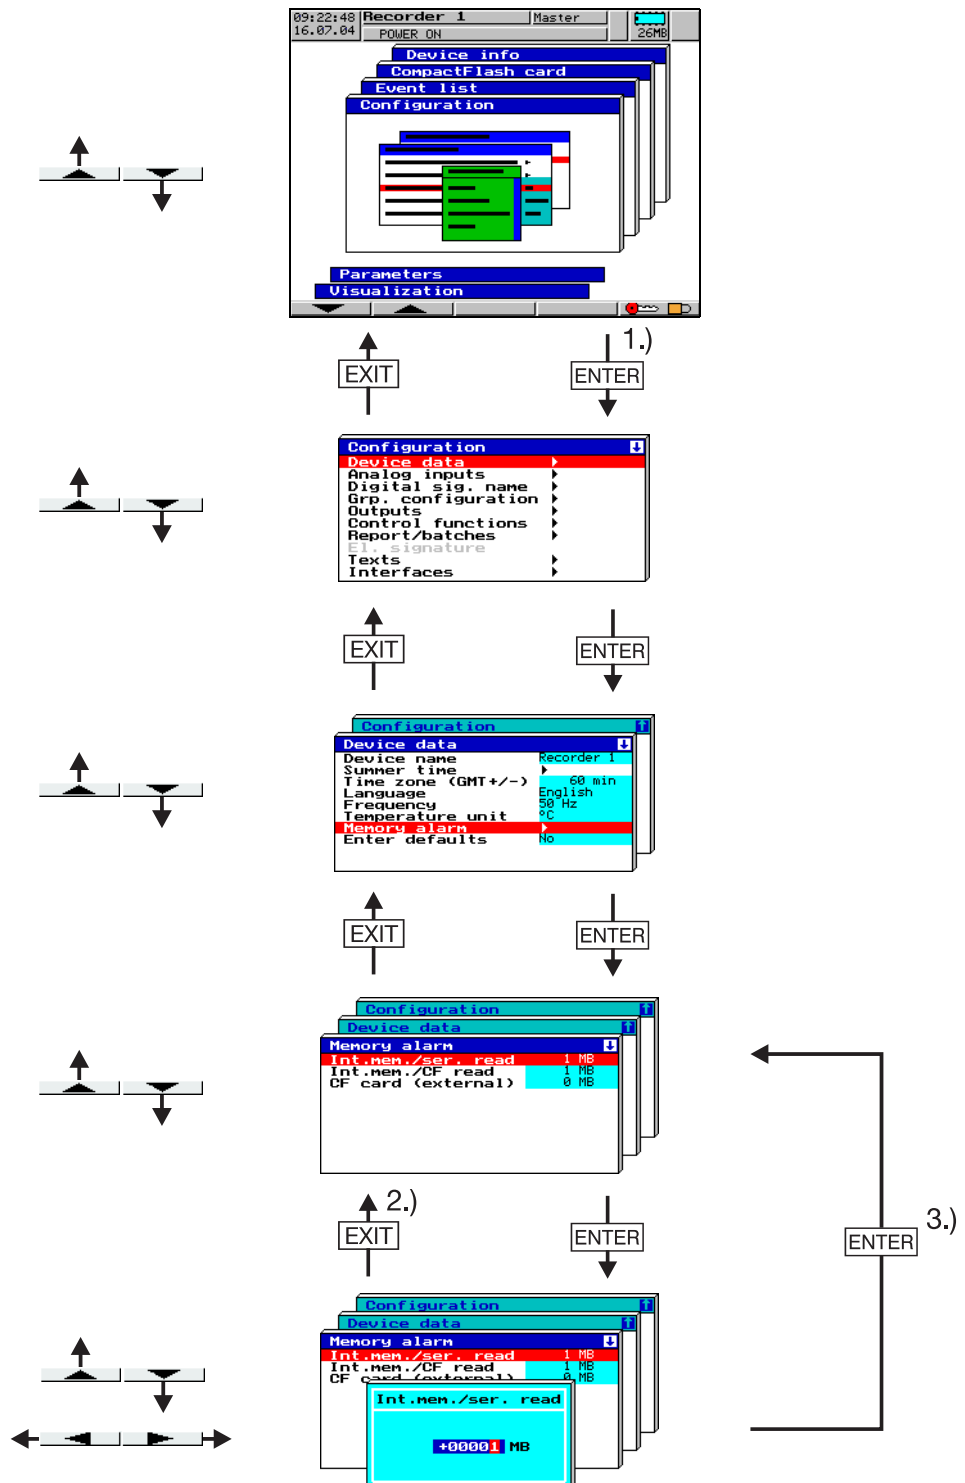 09:22:48 Recorder 1 Master
16.07.04 POWER ON 26MB
Device info
CompactFlash card
Event list
Configuration
Parameters
Visualization
1.)
EXIT ENTER
Configuration
Device data
Analog inputs
Digital sig. name
Grp. configuration
Outputs
Control functions
Report/batches
El. signature
Texts
Interfaces
EXIT ENTER
Configuration
Device data
Device name Recorder 1
Summer time
Time zone (GMT+/-) 60 min
Language English
Frequency 50 Hz
Temperature unit °C
Memory alarm
Enter defaults No
EXIT ENTER
Configuration
Device data
Memory alarm
Int.mem./ser. read 1 MB
Int.mem./CF read 1 MB
CF card (external) 0 MB
2.)
EXIT ENTER
ENTER 3.)
Configuration
Device data
Memory alarm
Int.mem./ser. read 1 MB
Int.mem./CF read 1 MB
CF card (external) 0 MB
Int.mem./ser. read
+00001 MB